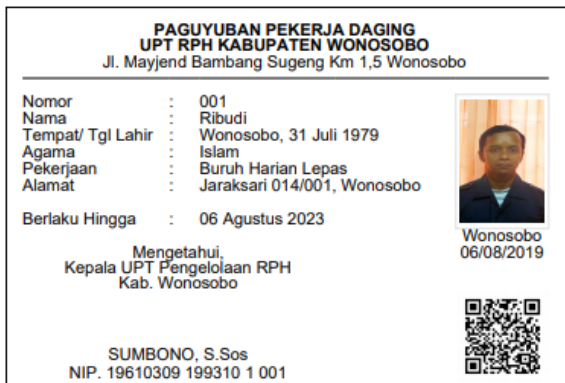 PAGUYUBAN PEKERJA DAGING
UPT RPH KABUPATEN WONOSOBO
Jl. Mayjend Bambang Sugeng Km 1,5 Wonosobo
Nomor : 001
Nama : Ribudi
Tempat/ Tgl Lahir : Wonosobo, 31 Juli 1979
Agama : Islam
Pekerjaan : Buruh Harian Lepas
Alamat : Jaraksari 014/001, Wonosobo
Berlaku Hingga : 06 Agustus 2023
Wonosobo
06/08/2019
Mengetahui,
Kepala UPT Pengelolaan RPH
Kab. Wonosobo
SUMBONO, S.Sos
NIP. 19610309 199310 1 001